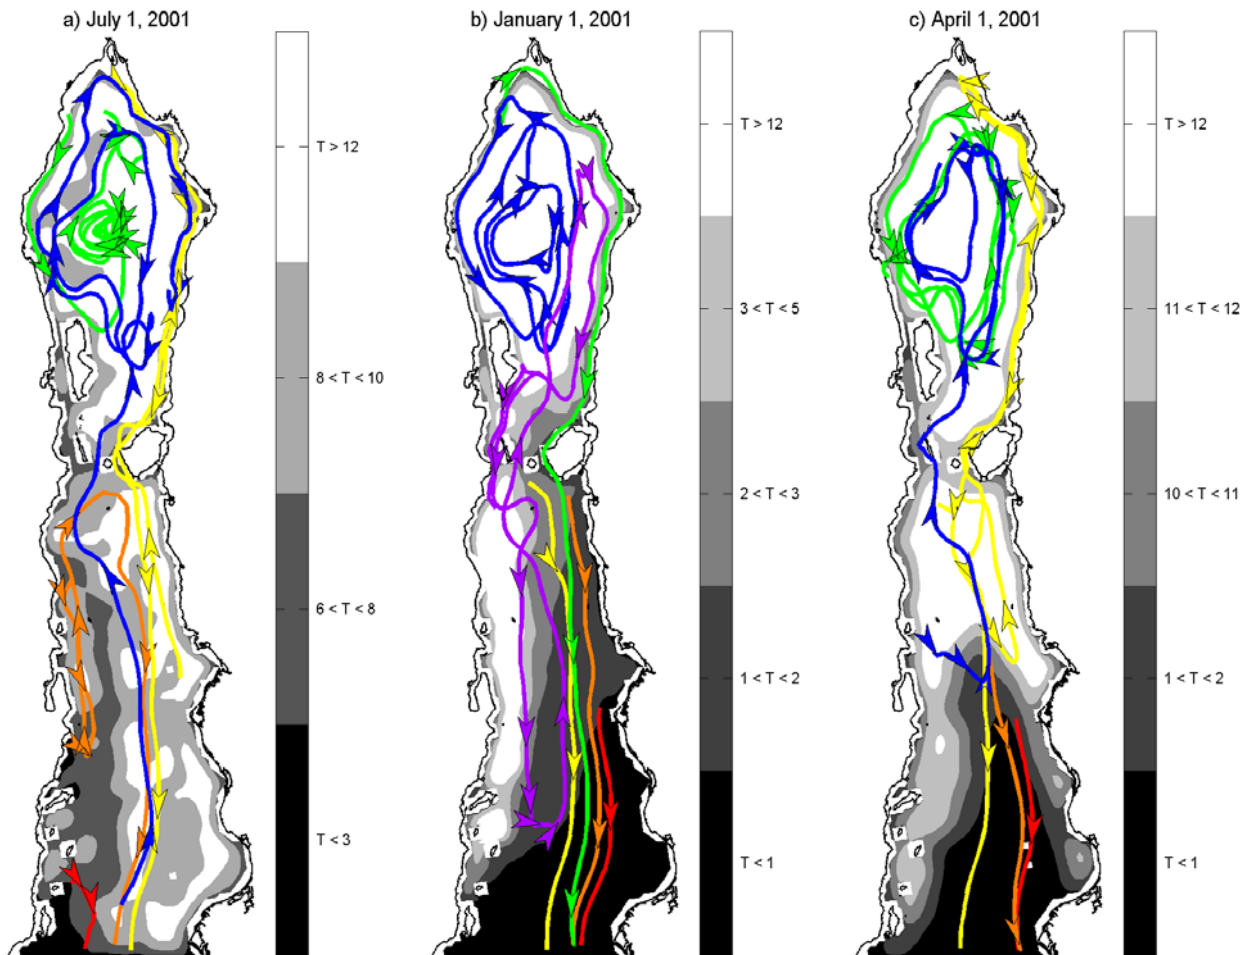 a) July 1, 2001
T > 12
8 < T < 10
6 < T < 8
T < 3
b) January 1, 2001
T > 12
3 < T < 5
2 < T < 3
1 < T < 2
T < 1
c) April 1, 2001
T > 12
11 < T < 12
10 < T < 11
1 < T < 2
T < 1